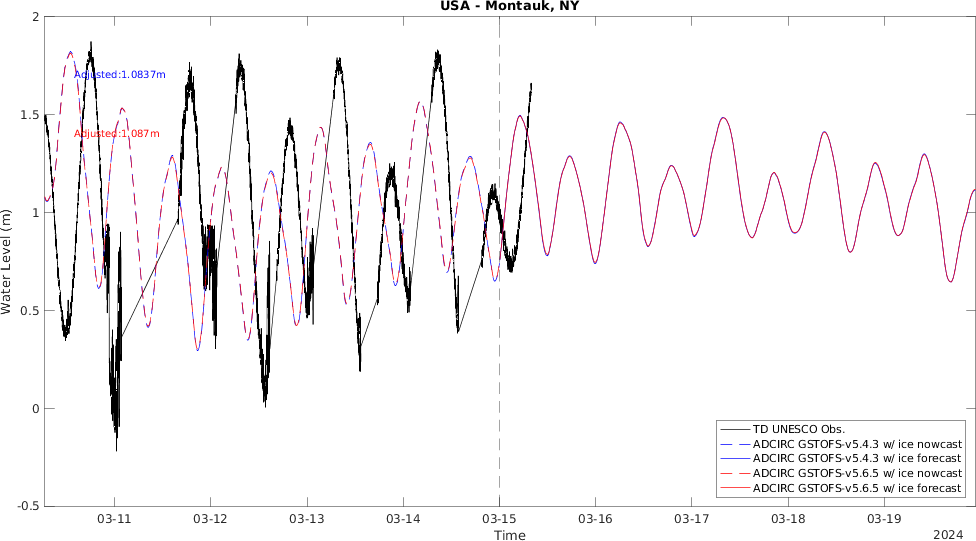 USA - Montauk, NY
2
Adjusted:1.0837m
1.5
Adjusted:1.087m
1
Water Level (m)
0.5
0
-0.5
TD UNESCO Obs.
ADCIRC GSTOFS-v5.4.3 w/ ice nowcast
ADCIRC GSTOFS-v5.4.3 w/ ice forecast
ADCIRC GSTOFS-v5.6.5 w/ ice nowcast
ADCIRC GSTOFS-v5.6.5 w/ ice forecast
03-11 03-12 03-13 03-14 03-15 03-16 03-17 03-18 03-19
Time
2024